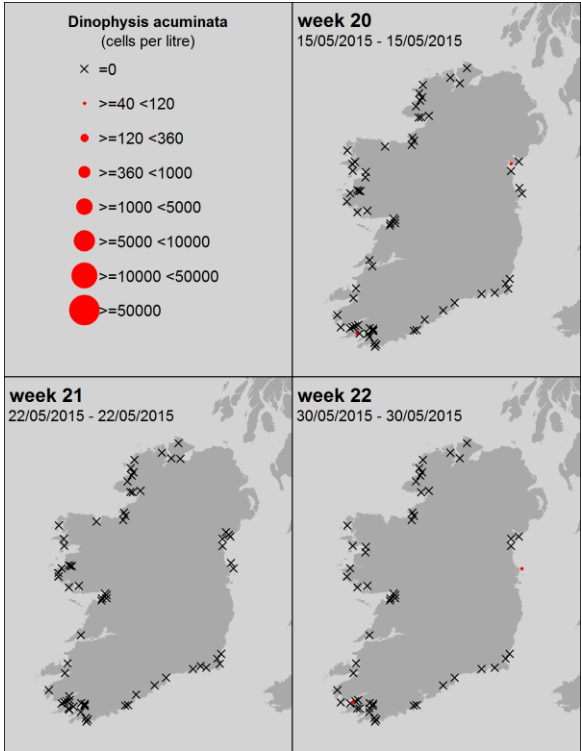 Dinophysis acuminata
(cells per litre)
=0
>=40 <120
>=120 <360
>=360 <1000
>=1000 <5000
>=5000 <10000
>=10000 <50000
>=50000
week 20
15/05/2015 - 15/05/2015
week 21
22/05/2015 - 22/05/2015
week 22
30/05/2015 - 30/05/2015